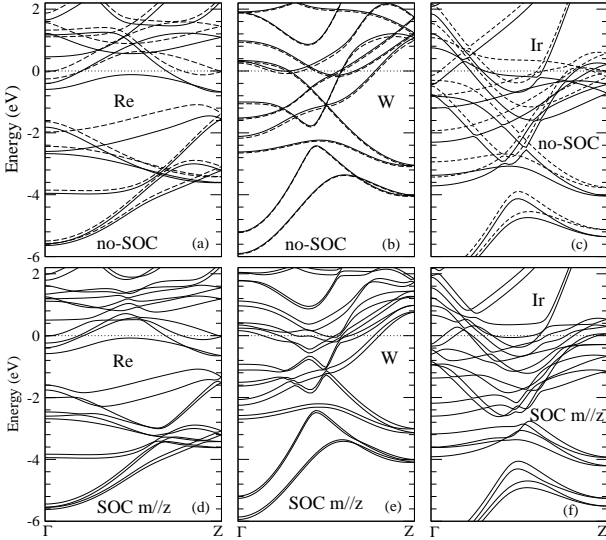 2
0
-2
-4
-6
Energy (eV)
Re
no-SOC
(a)
W
no-SOC
(b)
Ir
no-SOC
(c)
2
0
-2
-4
-6
Energy (eV)
Γ
Re
SOC m//z
(d)
Z
Γ
W
SOC m//z
(e)
Z
Γ
Ir
SOC m//z
(f)
Z